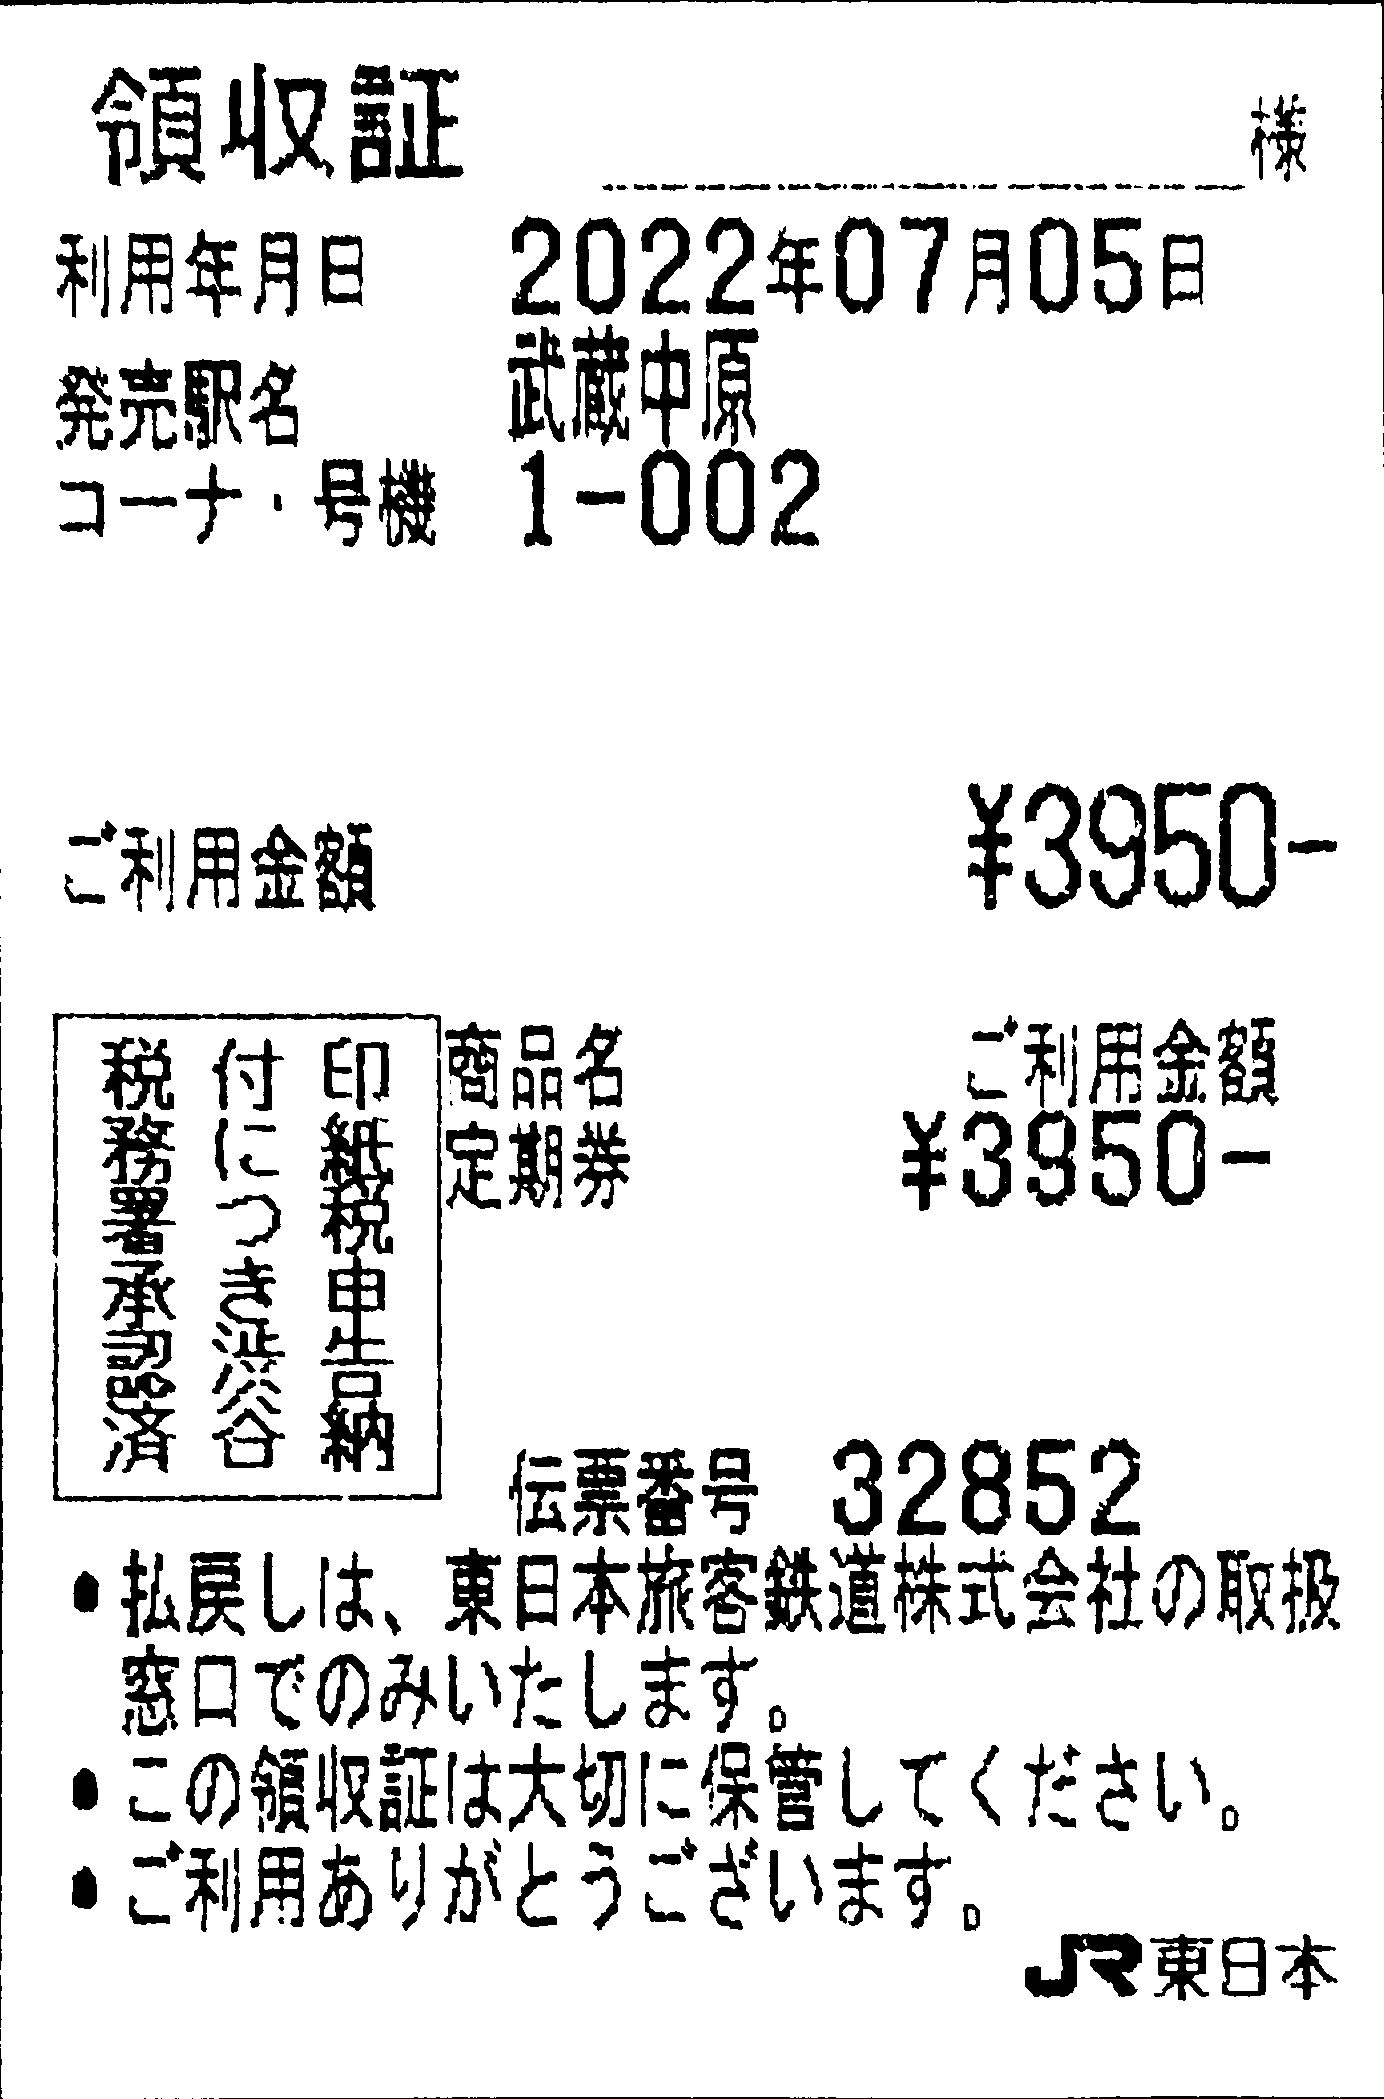 領収証 様
利用年月日 2022年07月05日
発売駅名 武蔵中原
コーナ・号機 1-002
ご利用金額 ¥3950-
印紙税申告納
付につき渋谷
税務署承認済
商品名 ご利用金額
定期券 ¥3950-
伝票番号 32852
●払戻しは、東日本旅客鉄道株式会社の取扱
窓口でのみいたします。
●この領収証は大切に保管してください。
●ご利用ありがとうございます。
JR東日本